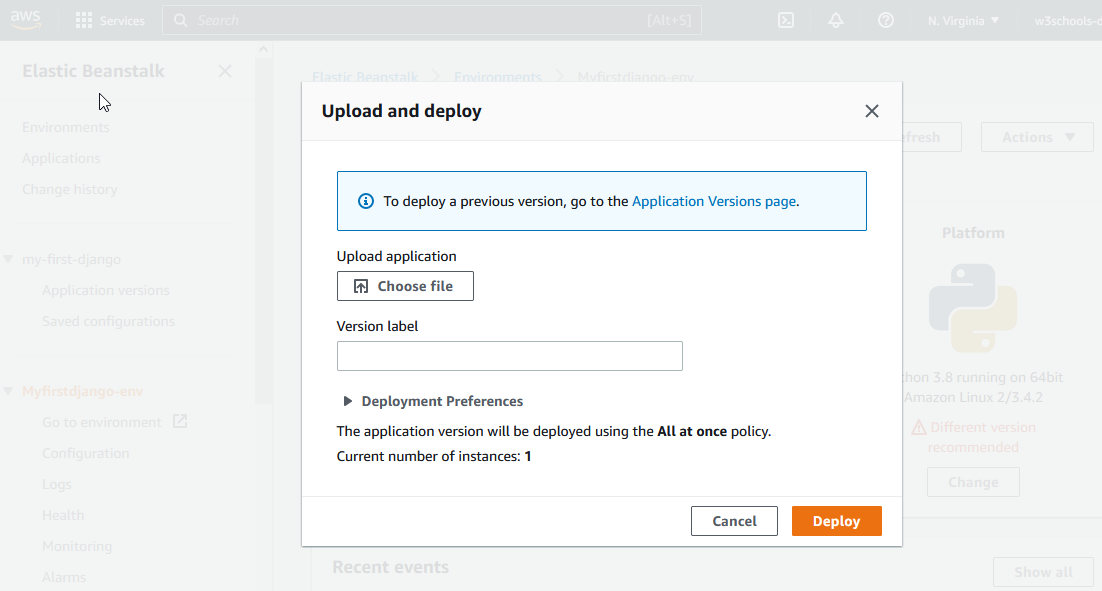 aws
Services
Search
[Alt+S]
N. Virginia
w3schools-d
Elastic Beanstalk
Environments
Applications
Change history
my-first-django
Application versions
Saved configurations
Myfirstdjango-env
Go to environment
Configuration
Logs
Health
Monitoring
Alarms
Elastic Beanstalk
Environments
Myfirstdjango-env
Upload and deploy
To deploy a previous version, go to the Application Versions page.
Upload application
Choose file
Version label
Deployment Preferences
The application version will be deployed using the All at once policy.
Current number of instances: 1
Cancel
Deploy
efresh
Actions
Platform
thon 3.8 running on 64bit
Amazon Linux 2/3.4.2
Different version
recommended
Change
Recent events
Show all